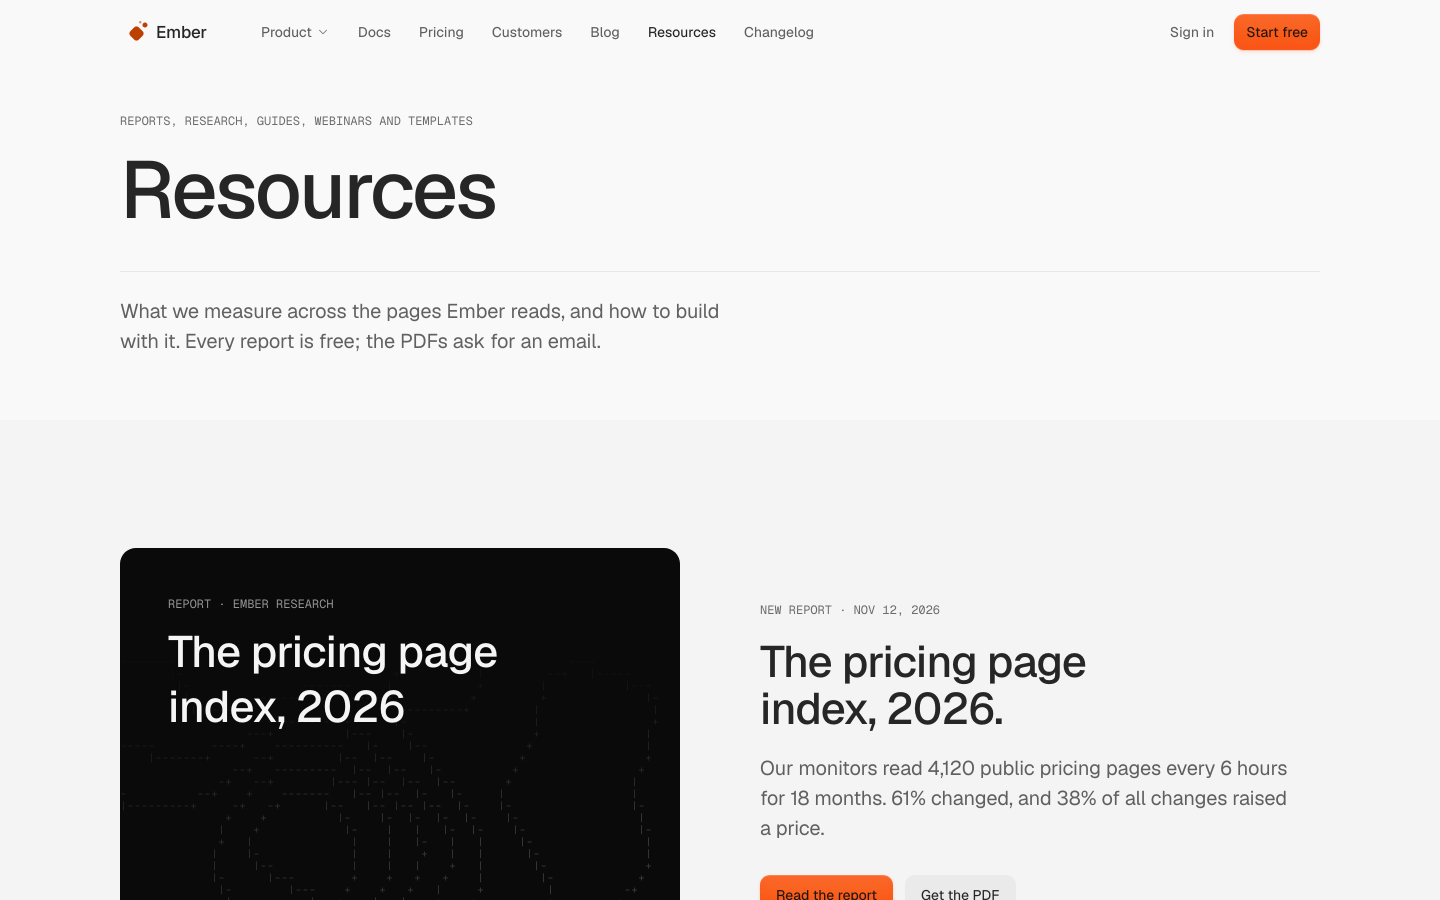 Ember
Product
Docs
Pricing
Customers
Blog
Resources
Changelog
Sign in
Start free
REPORTS, RESEARCH, GUIDES, WEBINARS AND TEMPLATES
Resources
What we measure across the pages Ember reads, and how to build
with it. Every report is free; the PDFs ask for an email.
REPORT · EMBER RESEARCH
The pricing page
index, 2026
NEW REPORT · NOV 12, 2026
The pricing page
index, 2026.
Our monitors read 4,120 public pricing pages every 6 hours
for 18 months. 61% changed, and 38% of all changes raised
a price.
Read the report
Get the PDF